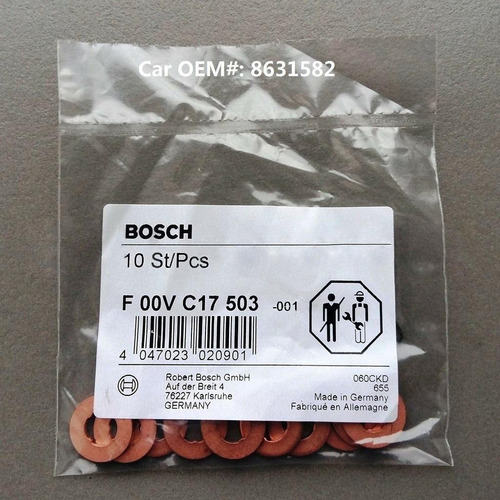 Car OEM#: 8631582
BOSCH
10 St/Pcs
F 00V C17 503 -001
4 047023 020901
Robert Bosch GmbH
Auf der Breit 4
76227 Karlsruhe
GERMANY
060CKD
655
Made in Germany
Fabriqué en Allemagne